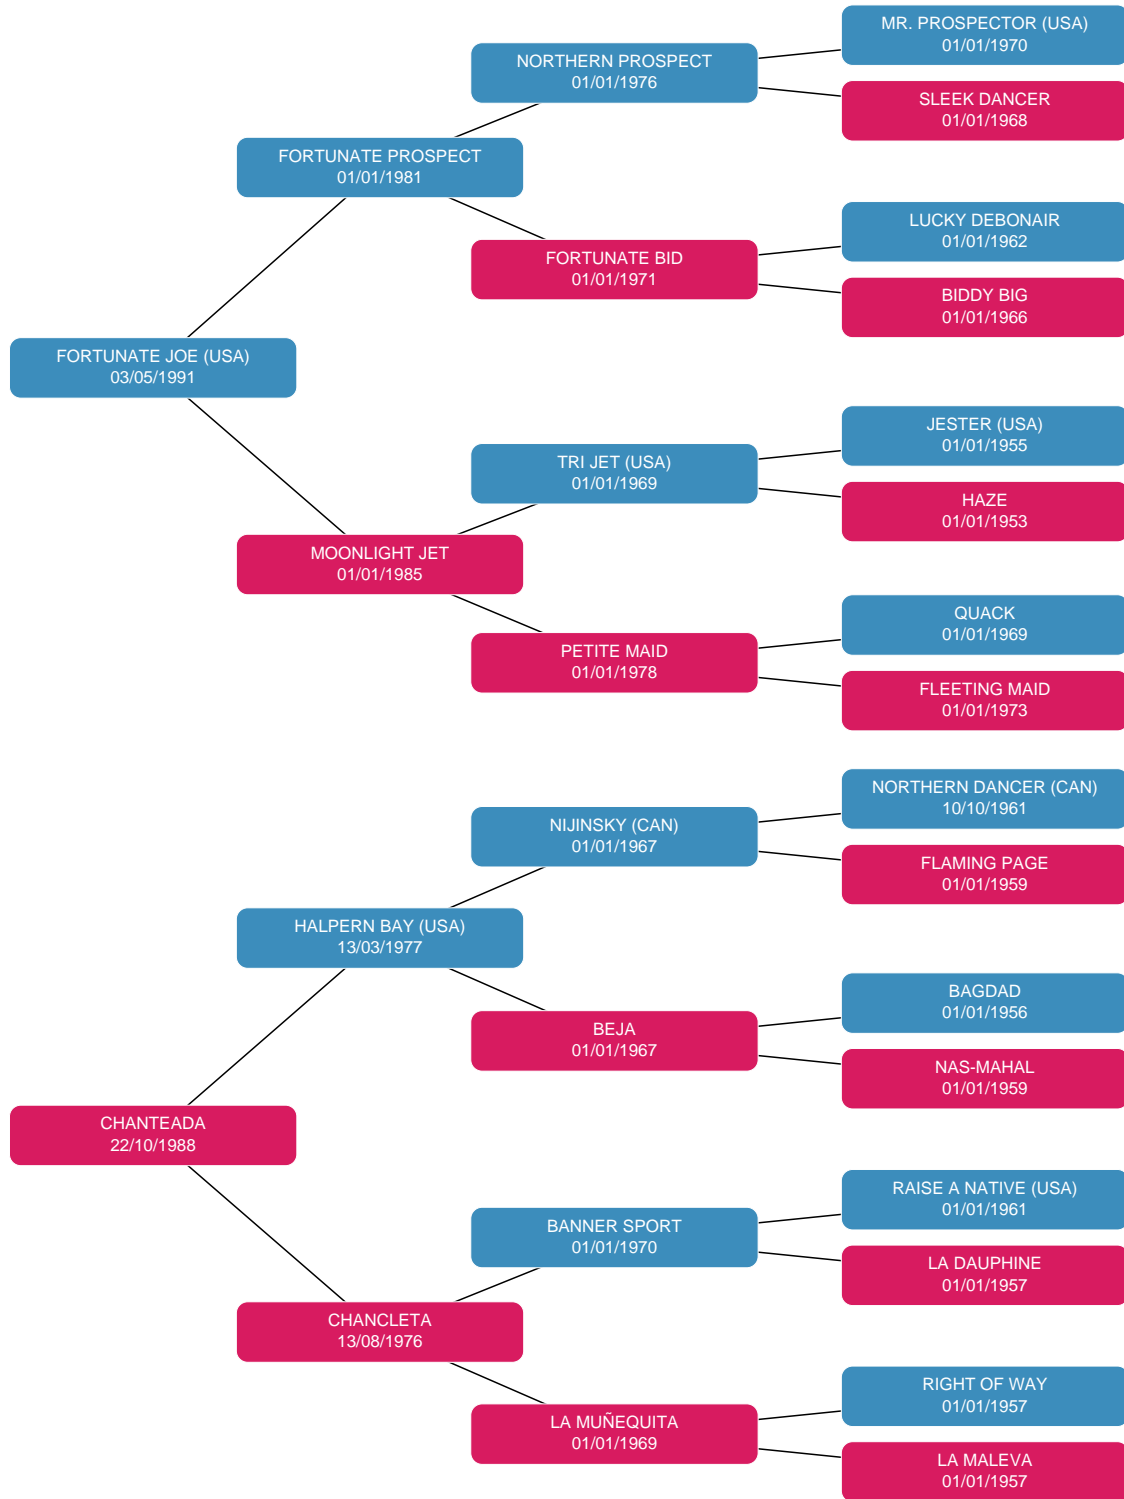 MR. PROSPECTOR (USA)
01/01/1970
NORTHERN PROSPECT
01/01/1976
SLEEK DANCER
01/01/1968
FORTUNATE PROSPECT
01/01/1981
LUCKY DEBONAIR
01/01/1962
FORTUNATE BID
01/01/1971
BIDDY BIG
01/01/1966
FORTUNATE JOE (USA)
03/05/1991
JESTER (USA)
01/01/1955
TRI JET (USA)
01/01/1969
HAZE
01/01/1953
MOONLIGHT JET
01/01/1985
QUACK
01/01/1969
PETITE MAID
01/01/1978
FLEETING MAID
01/01/1973
NORTHERN DANCER (CAN)
10/10/1961
NIJINSKY (CAN)
01/01/1967
FLAMING PAGE
01/01/1959
HALPERN BAY (USA)
13/03/1977
BAGDAD
01/01/1956
BEJA
01/01/1967
NAS-MAHAL
01/01/1959
CHANTEADA
22/10/1988
RAISE A NATIVE (USA)
01/01/1961
BANNER SPORT
01/01/1970
LA DAUPHINE
01/01/1957
CHANCLETA
13/08/1976
RIGHT OF WAY
01/01/1957
LA MUÑEQUITA
01/01/1969
LA MALEVA
01/01/1957